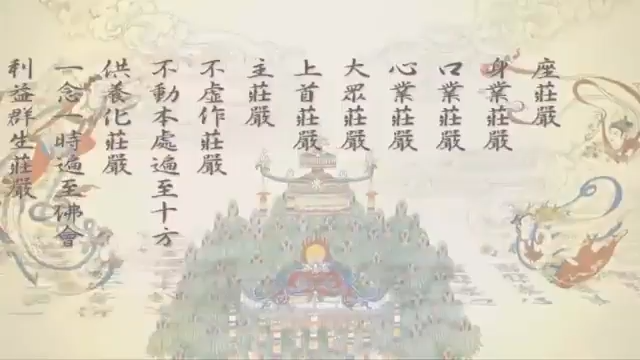 座莊嚴
身業莊嚴
口業莊嚴
心業莊嚴
大眾莊嚴
上首莊嚴
主莊嚴
不虛作莊嚴
不動本處遍至十方
供養化莊嚴
一念一時遍至佛會
利益群生莊嚴